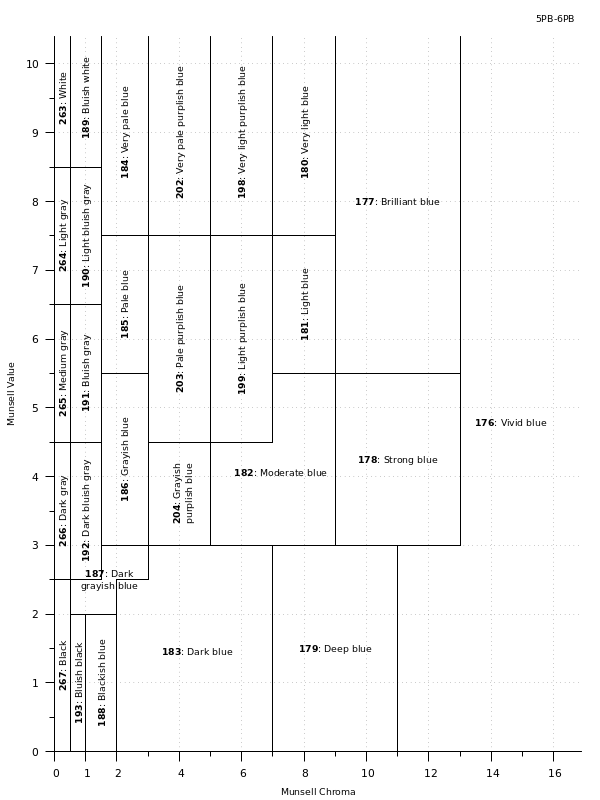 5PB-6PB
263: White
189: Bluish white
184: Very pale blue
202: Very pale purplish blue
198: Very light purplish blue
180: Very light blue
177: Brilliant blue
264: Light gray
190: Light bluish gray
185: Pale blue
203: Pale purplish blue
199: Light purplish blue
181: Light blue
265: Medium gray
191: Bluish gray
186: Grayish blue
176: Vivid blue
266: Dark gray
192: Dark bluish gray
204: Grayish
purplish blue
182: Moderate blue
178: Strong blue
187: Dark
grayish blue
267: Black
193: Bluish black
188: Blackish blue
183: Dark blue
179: Deep blue
10
9
8
7
6
5
4
3
2
1
0
Munsell Value
0 1 2 4 6 8 10 12 14 16
Munsell Chroma